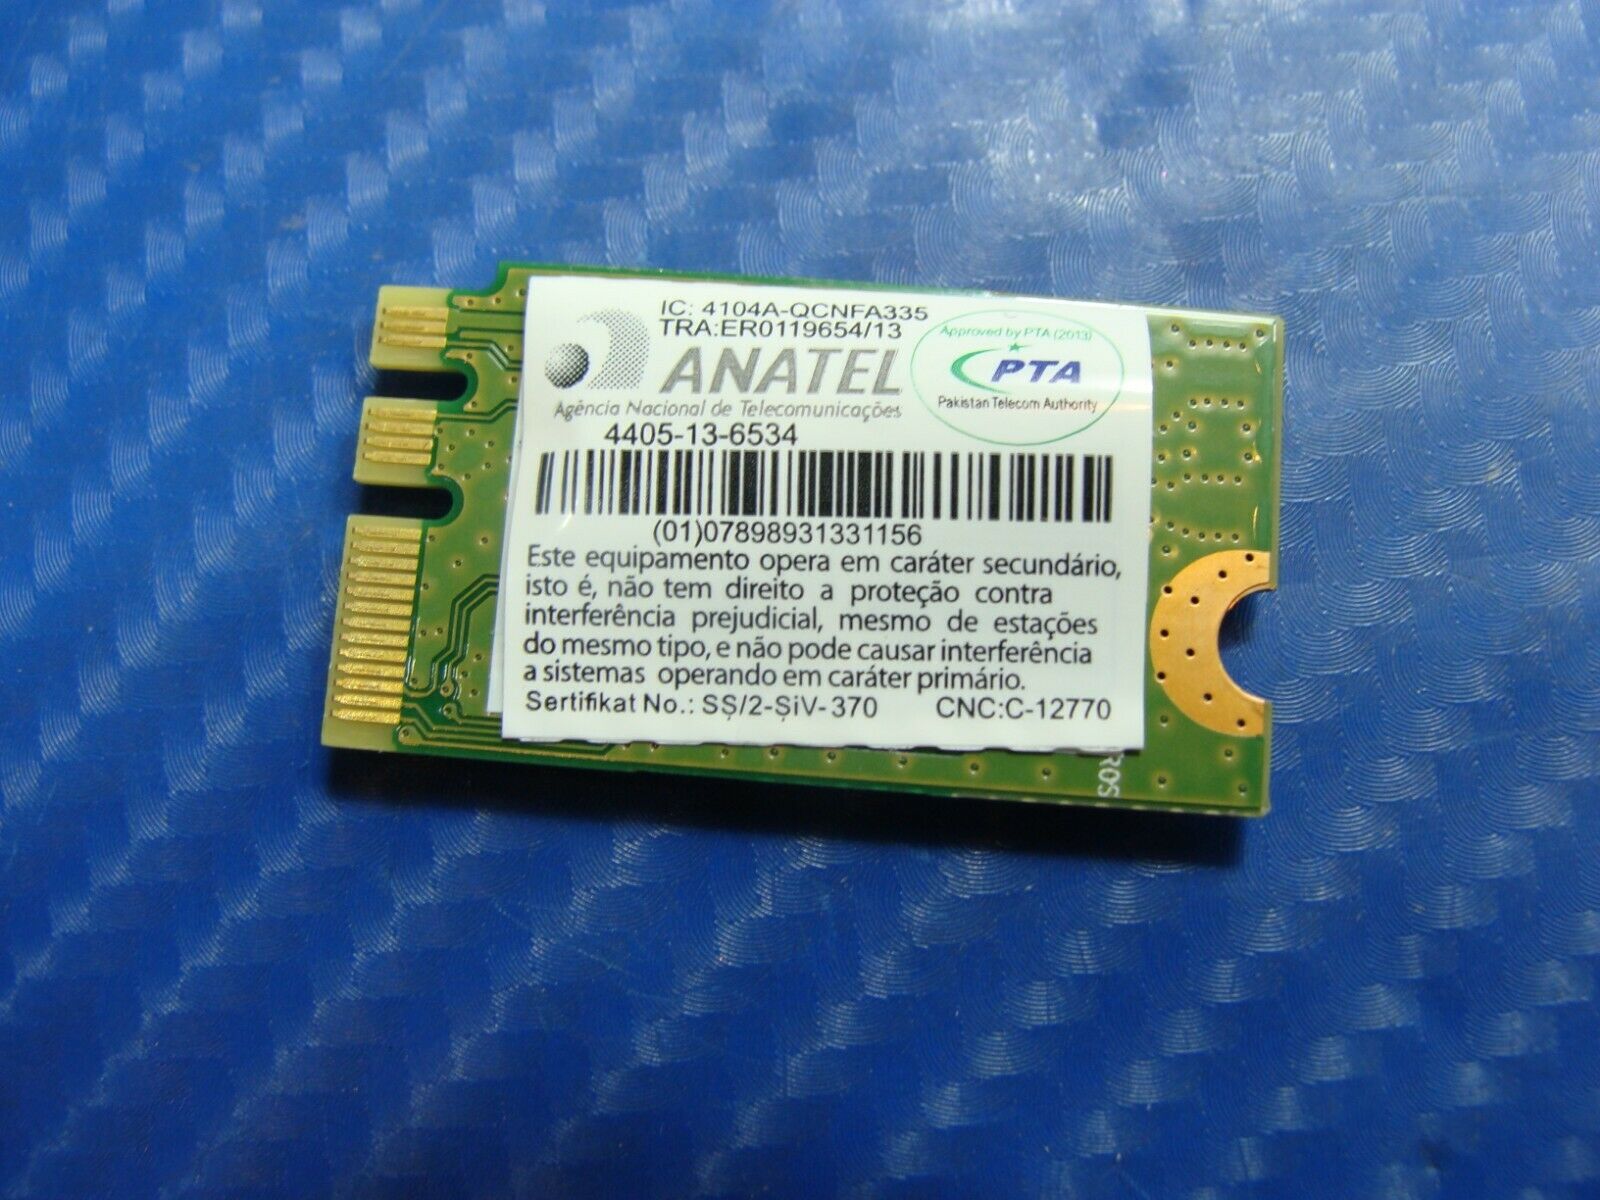 IC: 4104A-QCNFA335
TRA:ER0119654/13
ANATEL
Agência Nacional de Telecomunicações
4405-13-6534
Approved by PTA (2013)
PTA
Pakistan Telecom Authority
(01)07898931331156
Este equipamento opera em caráter secundário,
isto é, não tem direito a proteção contra
interferência prejudicial, mesmo de estações
do mesmo tipo, e não pode causar interferência
a sistemas operando em caráter primário.
Sertifikat No.: SŞ/2-ŞiV-370 CNC:C-12770
ROS